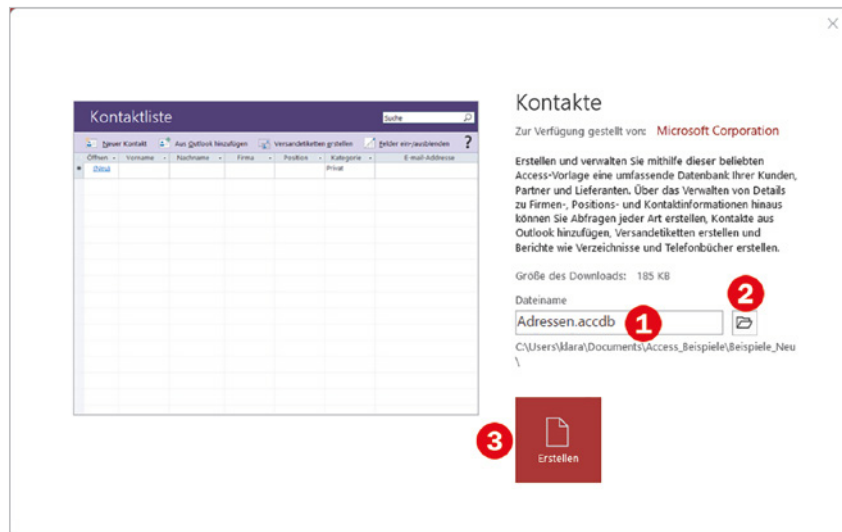 Kontaktliste
Suche
Neuer Kontakt Aus Outlook hinzufügen Versandetiketten erstellen Felder ein-/ausblenden ?
Öffnen Vorname Nachname Firma Position Kategorie E-mail-Addresse
(Neu) Privat
Kontakte
Zur Verfügung gestellt von: Microsoft Corporation
Erstellen und verwalten Sie mithilfe dieser beliebten
Access-Vorlage eine umfassende Datenbank Ihrer Kunden,
Partner und Lieferanten. Über das Verwalten von Details
zu Firmen-, Positions- und Kontaktinformationen hinaus
können Sie Abfragen jeder Art erstellen, Kontakte aus
Outlook hinzufügen, Versandetiketten erstellen und
Berichte wie Verzeichnisse und Telefonbücher erstellen.
Größe des Downloads: 185 KB
2
Dateiname
Adressen.accdb 1
C:\Users\klara\Documents\Access_Beispiele\Beispiele_Neu
\
3
Erstellen